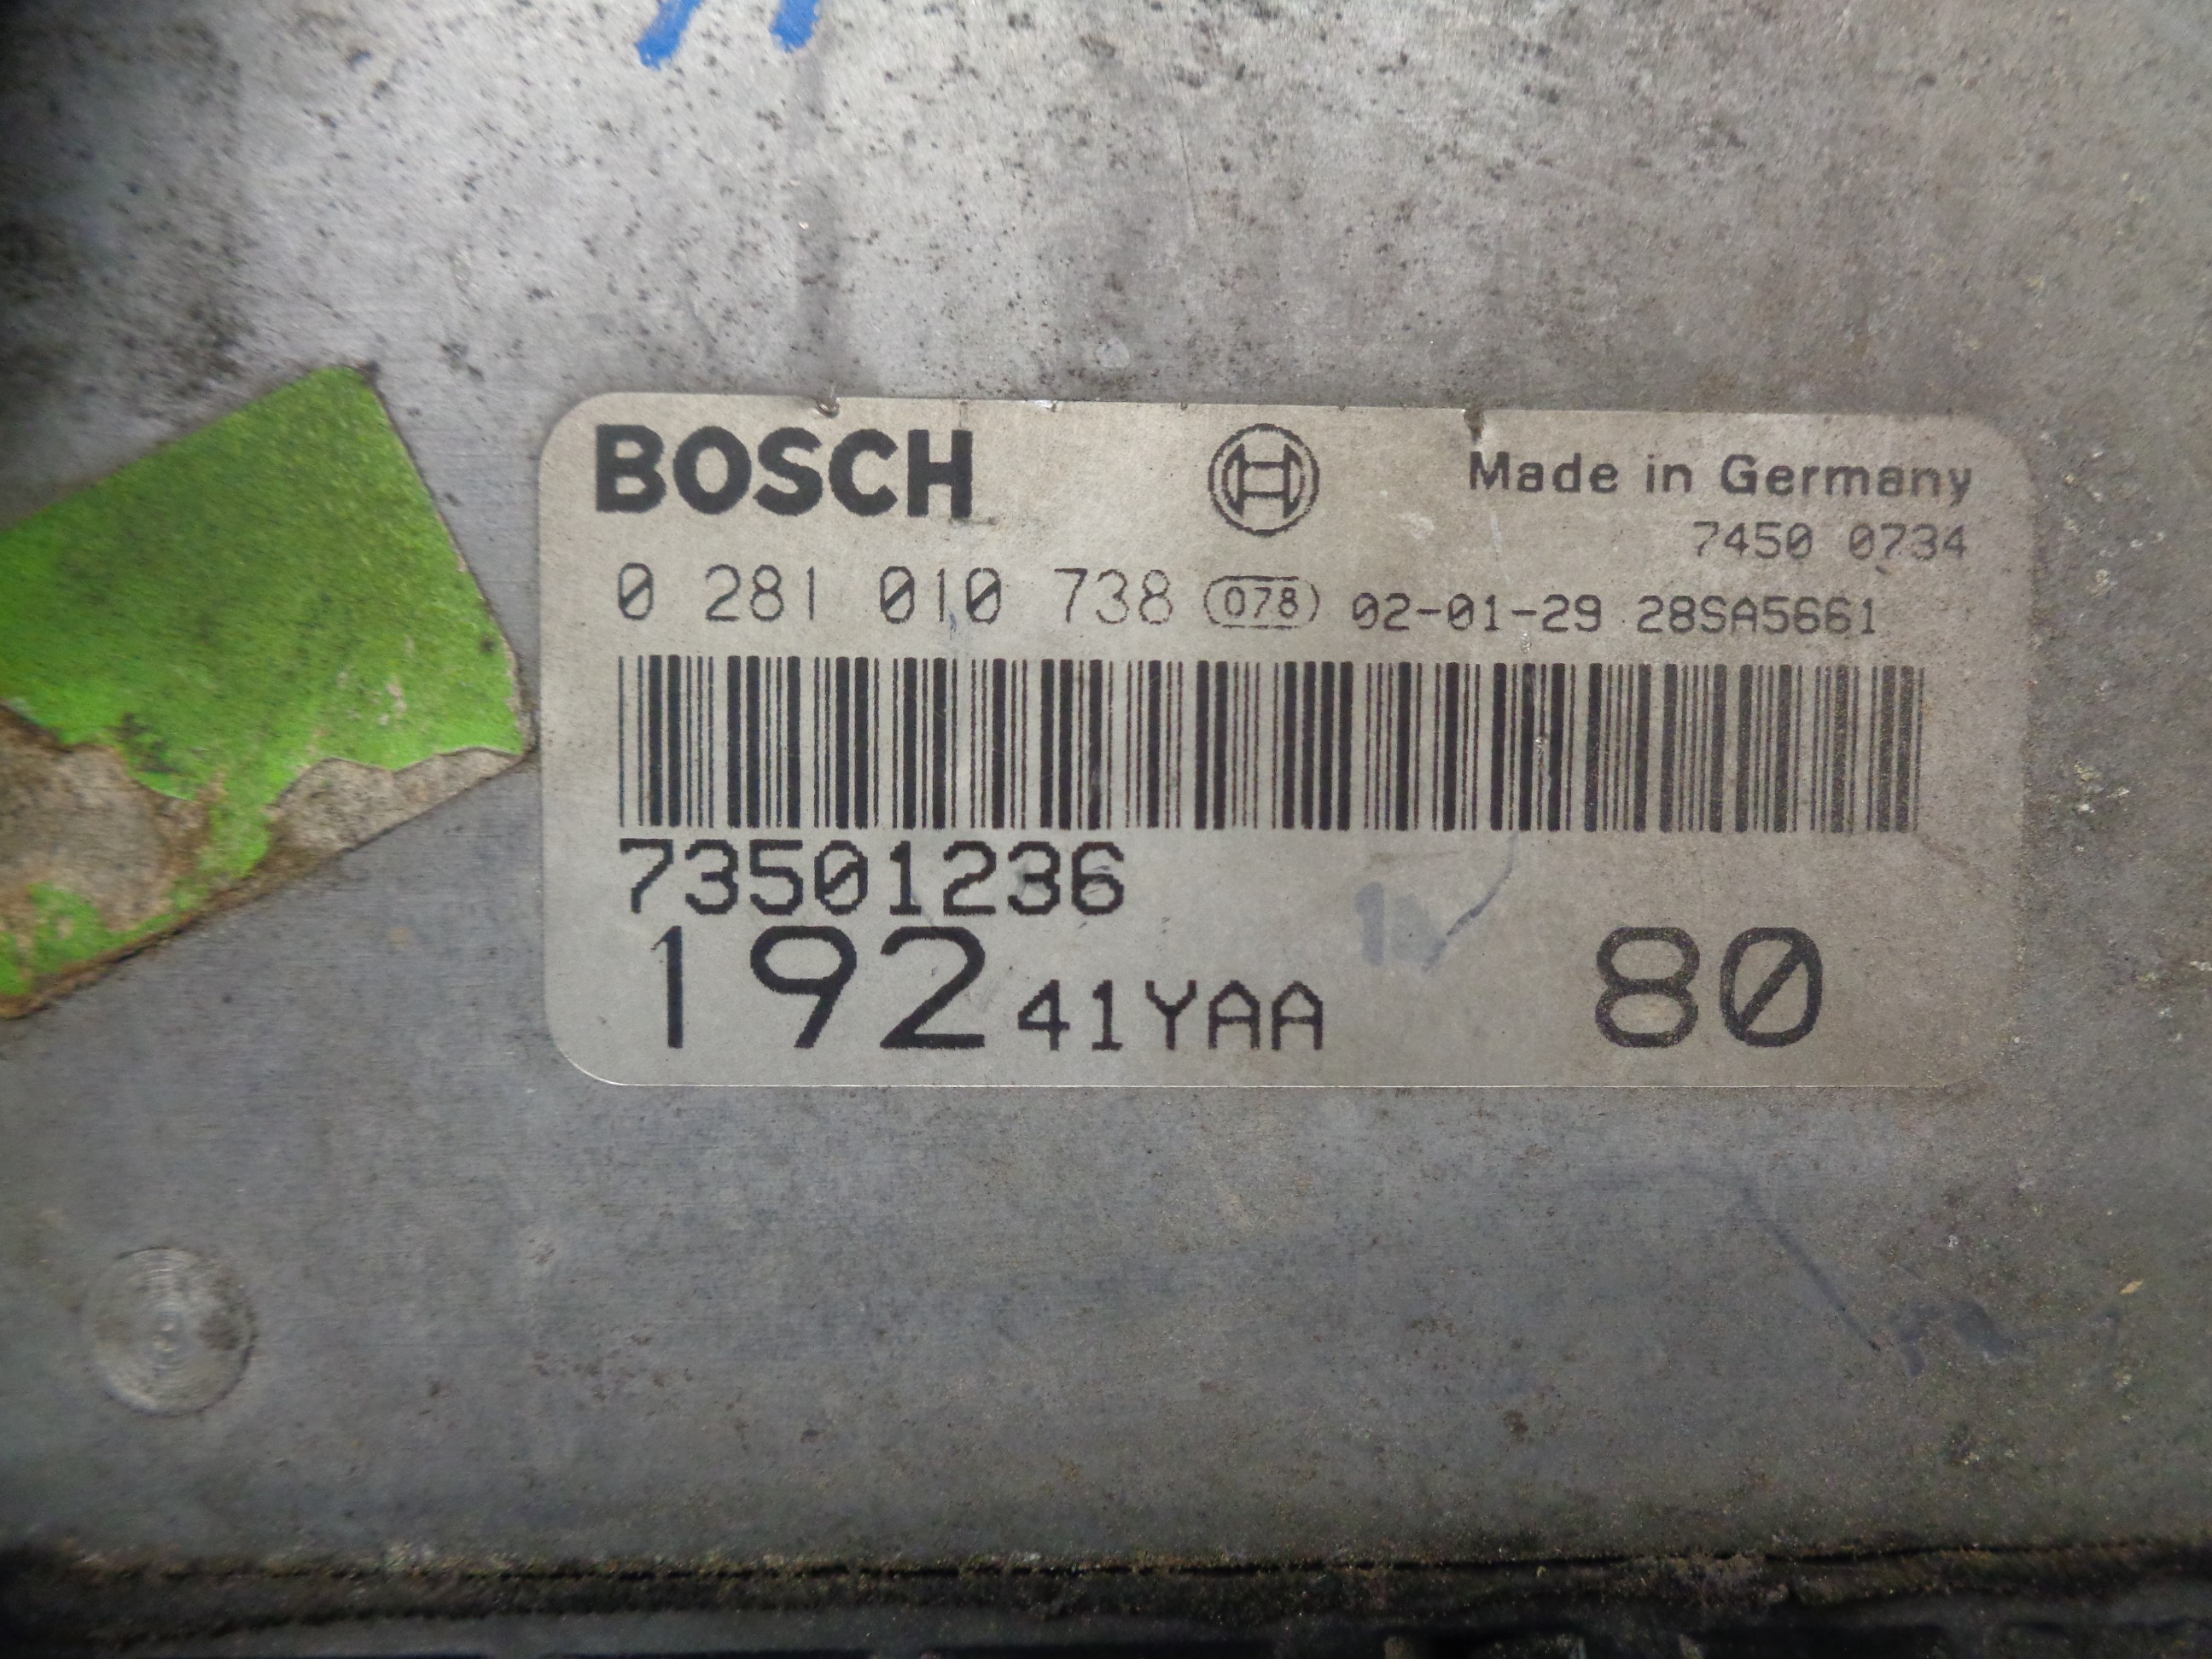 BOSCH Made in Germany
7450 0734
0 281 010 738 078 02-01-29 28SA5661
73501236
192 41YAA 80